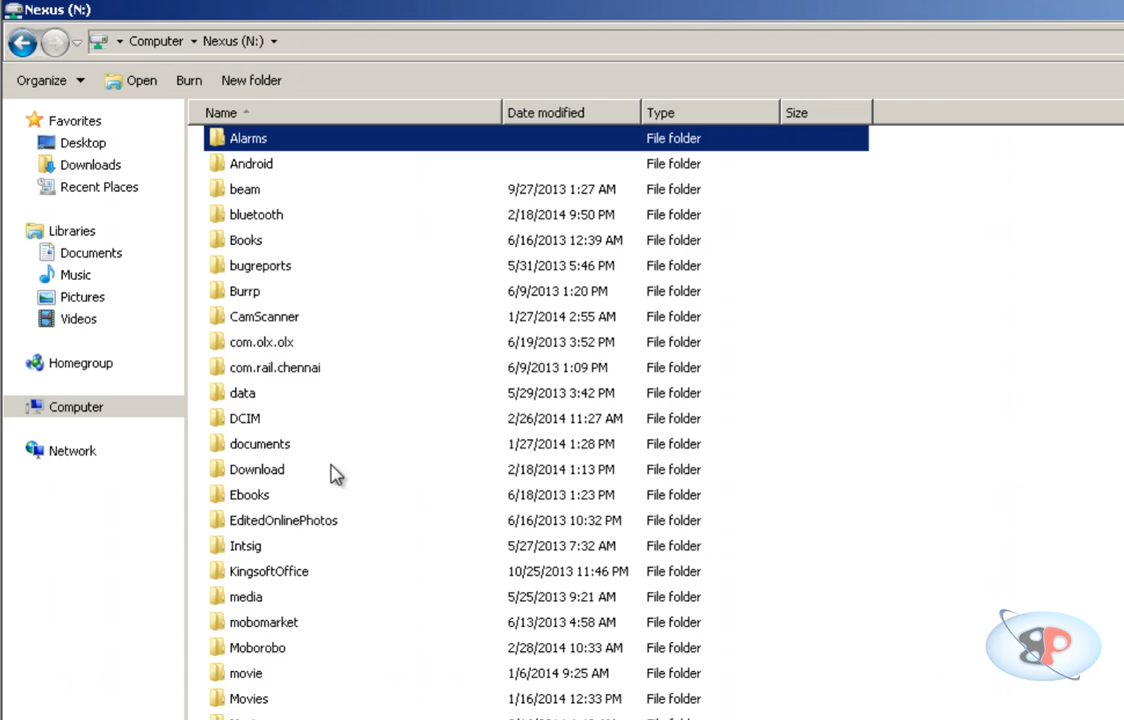 Nexus (N:)
Computer Nexus (N:)
Organize Open Burn New folder
Favorites
Desktop
Downloads
Recent Places
Libraries
Documents
Music
Pictures
Videos
Homegroup
Computer
Network
Name Date modified Type Size
Alarms File folder
Android File folder
beam 9/27/2013 1:27 AM File folder
bluetooth 2/18/2014 9:50 PM File folder
Books 6/16/2013 12:39 AM File folder
bugreports 5/31/2013 5:46 PM File folder
Burrp 6/9/2013 1:20 PM File folder
CamScanner 1/27/2014 2:55 AM File folder
com.olx.olx 6/19/2013 3:52 PM File folder
com.rail.chennai 6/9/2013 1:09 PM File folder
data 5/29/2013 3:42 PM File folder
DCIM 2/26/2014 11:27 AM File folder
documents 1/27/2014 1:28 PM File folder
Download 2/18/2014 1:13 PM File folder
Ebooks 6/18/2013 1:23 PM File folder
EditedOnlinePhotos 6/16/2013 10:32 PM File folder
Intsig 5/27/2013 7:32 AM File folder
KingsoftOffice 10/25/2013 11:46 PM File folder
media 5/25/2013 9:21 AM File folder
mobomarket 6/13/2013 4:58 AM File folder
Moborobo 2/28/2014 10:33 AM File folder
movie 1/6/2014 9:25 AM File folder
Movies 1/16/2014 12:33 PM File folder